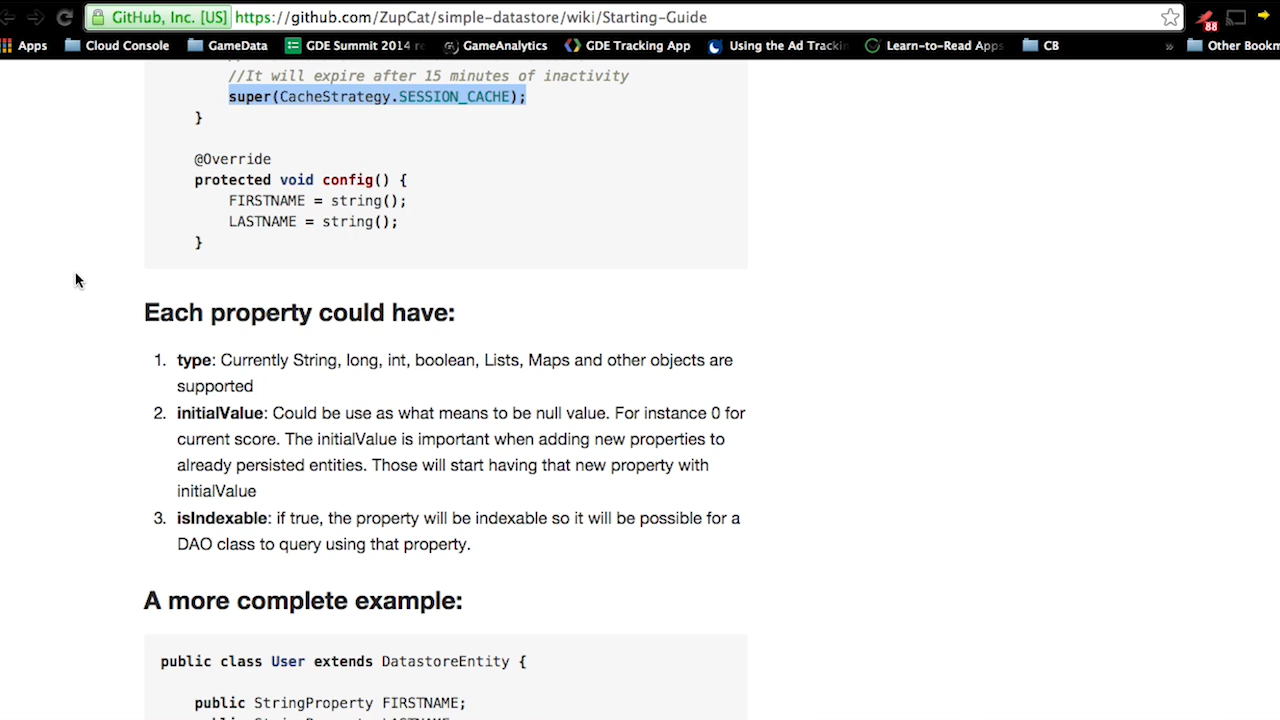 GitHub, Inc. [US] https://github.com/ZupCat/simple-datastore/wiki/Starting-Guide
88
Apps Cloud Console GameData GDE Summit 2014 re GameAnalytics GDE Tracking App Using the Ad Trackin Learn-to-Read Apps CB » Other Bookm
//It will expire after 15 minutes of inactivity
super(CacheStrategy.SESSION_CACHE);
}
@Override
protected void config() {
FIRSTNAME = string();
LASTNAME = string();
}
Each property could have:
1. type: Currently String, long, int, boolean, Lists, Maps and other objects are
supported
2. initialValue: Could be use as what means to be null value. For instance 0 for
current score. The initialValue is important when adding new properties to
already persisted entities. Those will start having that new property with
initialValue
3. isIndexable: if true, the property will be indexable so it will be possible for a
DAO class to query using that property.
A more complete example:
public class User extends DatastoreEntity {
public StringProperty FIRSTNAME;